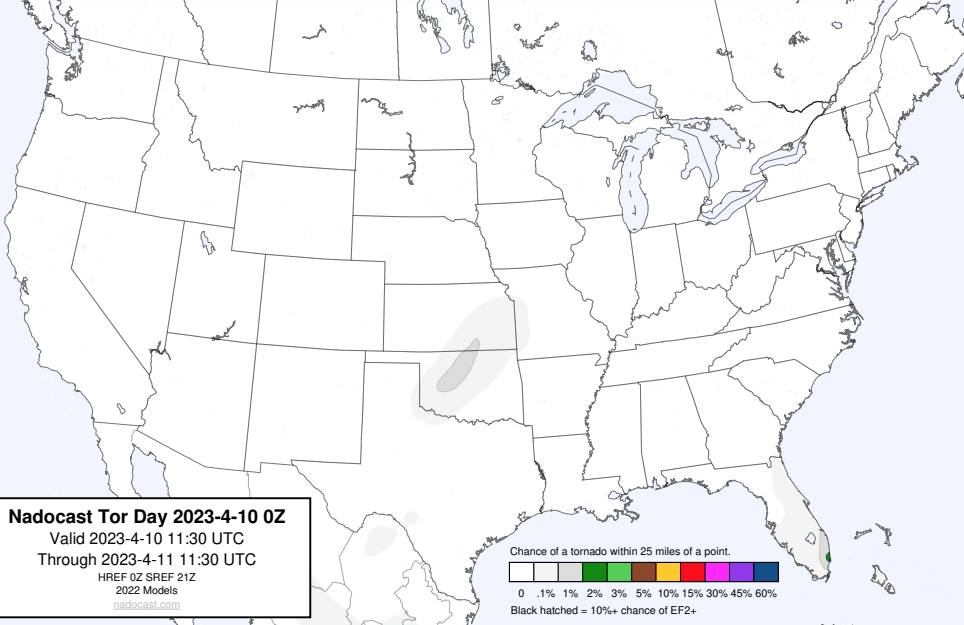 Nadocast Tor Day 2023-4-10 0Z
Valid 2023-4-10 11:30 UTC
Through 2023-4-11 11:30 UTC
HREF 0Z SREF 21Z
2022 Models
nadocast.com
Chance of a tornado within 25 miles of a point.
0 .1% 1% 2% 3% 5% 10% 15% 30% 45% 60%
Black hatched = 10%+ chance of EF2+